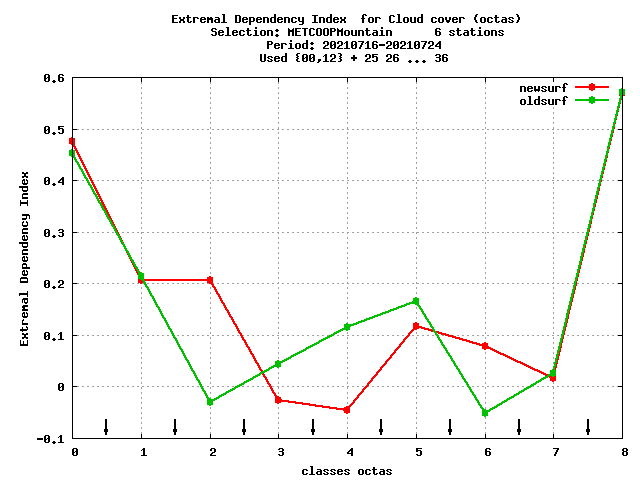 Extremal Dependency Index  for Cloud cover (octas)
Selection: METCOOPMountain      6 stations
Period: 20210716-20210724
Used {00,12} + 25 26 ... 36
newsurf
oldsurf
0.6
0.5
0.4
0.3
0.2
0.1
0
-0.1
Extremal Dependency Index
0 1 2 3 4 5 6 7 8
classes octas